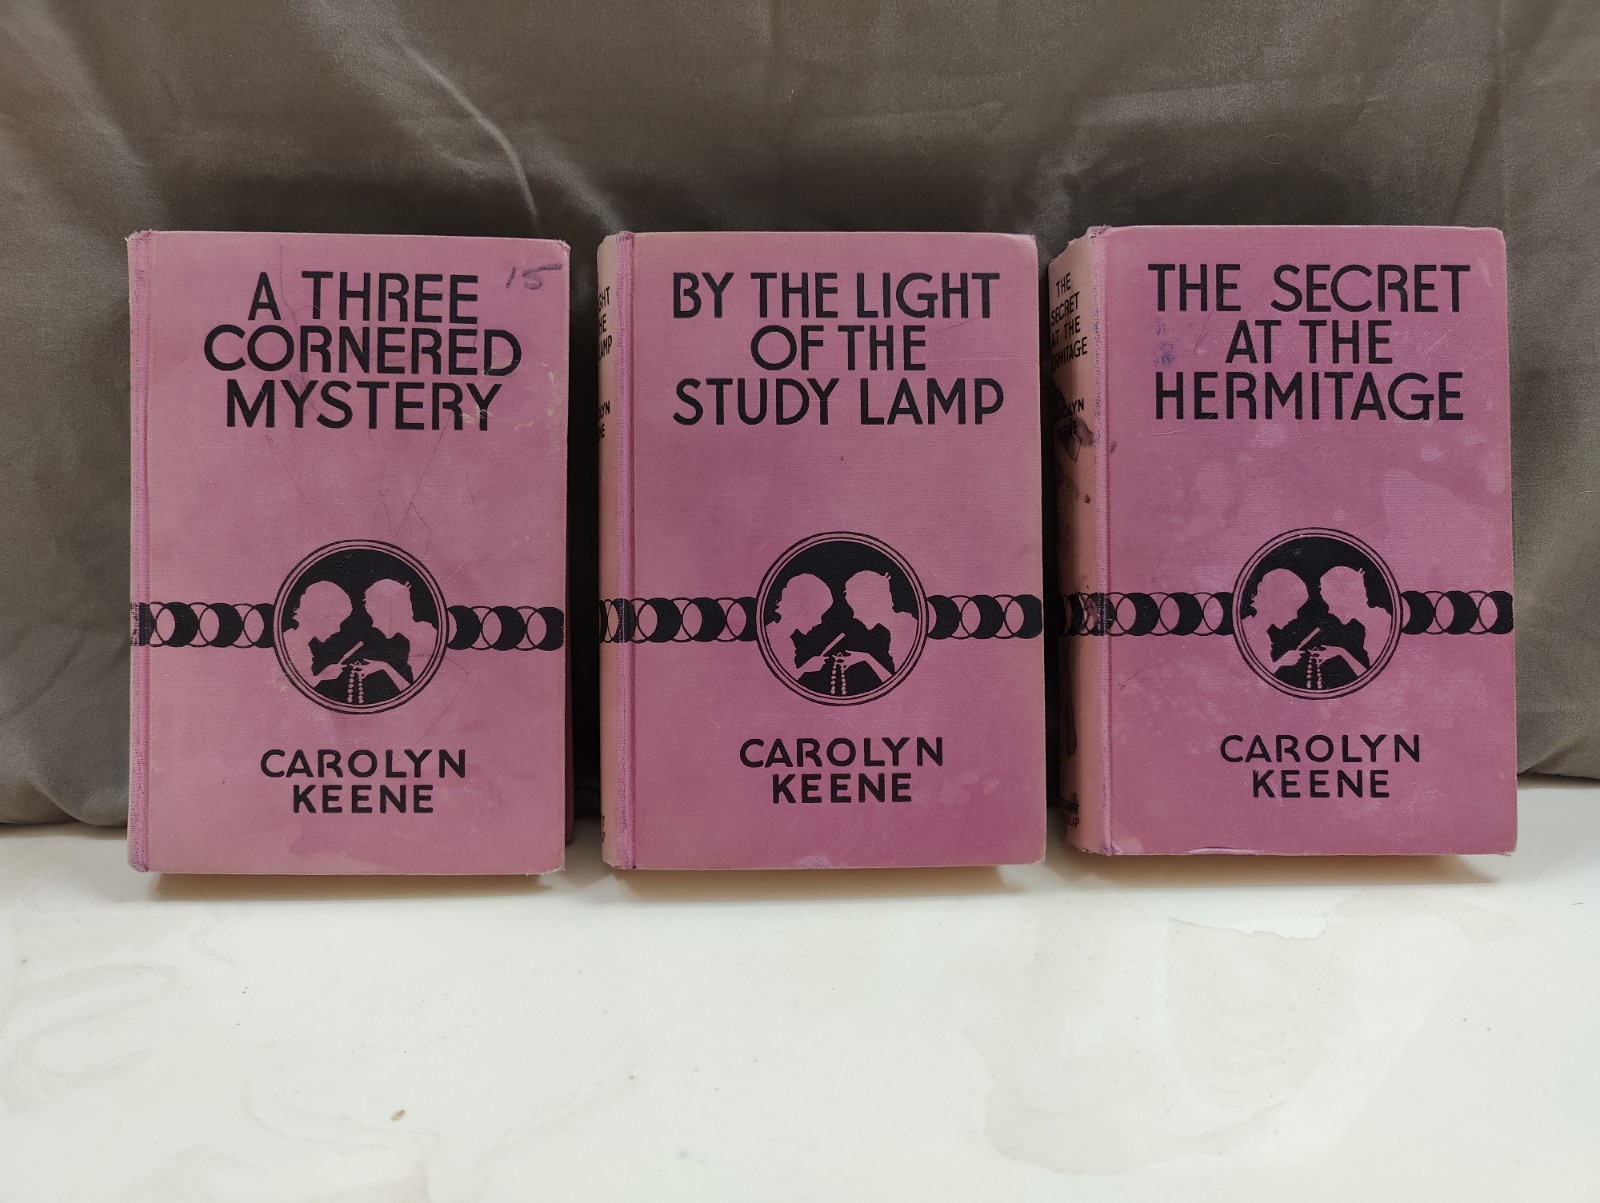 A THREE
CORNERED
MYSTERY
15
CAROLYN
KEENE
BY THE LIGHT
OF THE
STUDY LAMP
CAROLYN
KEENE
THE
SECRET
AT THE
THE SECRET
AT THE
HERMITAGE
CAROLYN
KEENE